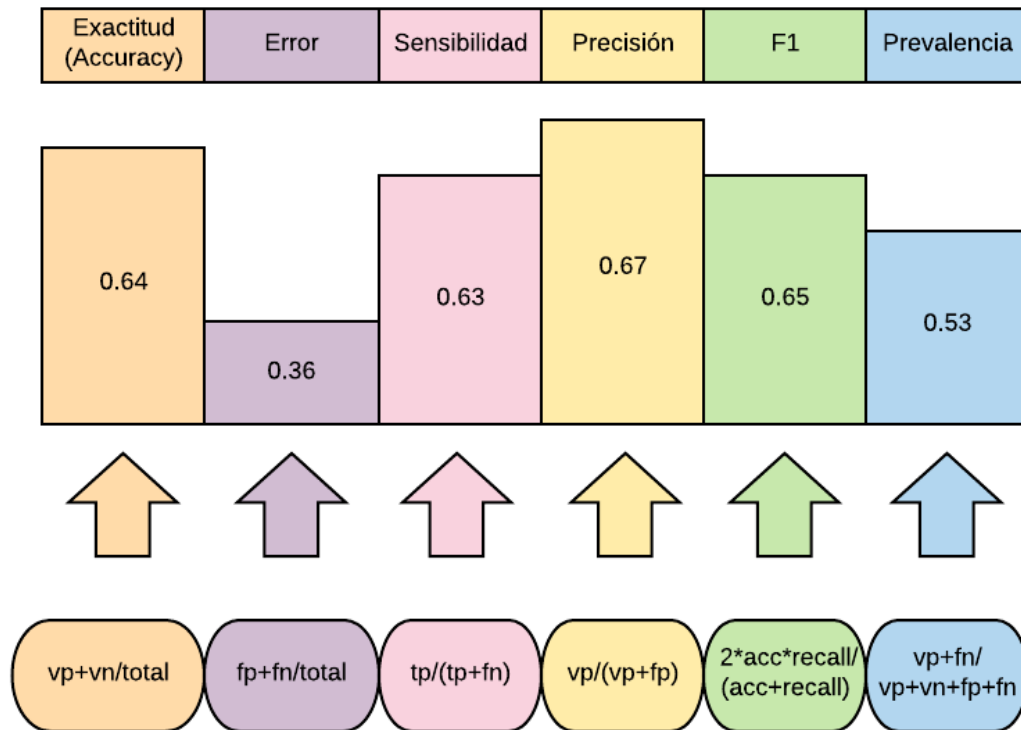 Exactitud
(Accuracy)
Error
Sensibilidad
Precisión
F1
Prevalencia
0.64
0.36
0.63
0.67
0.65
0.53
vp+vn/total
fp+fn/total
tp/(tp+fn)
vp/(vp+fp)
2*acc*recall/
(acc+recall)
vp+fn/
vp+vn+fp+fn